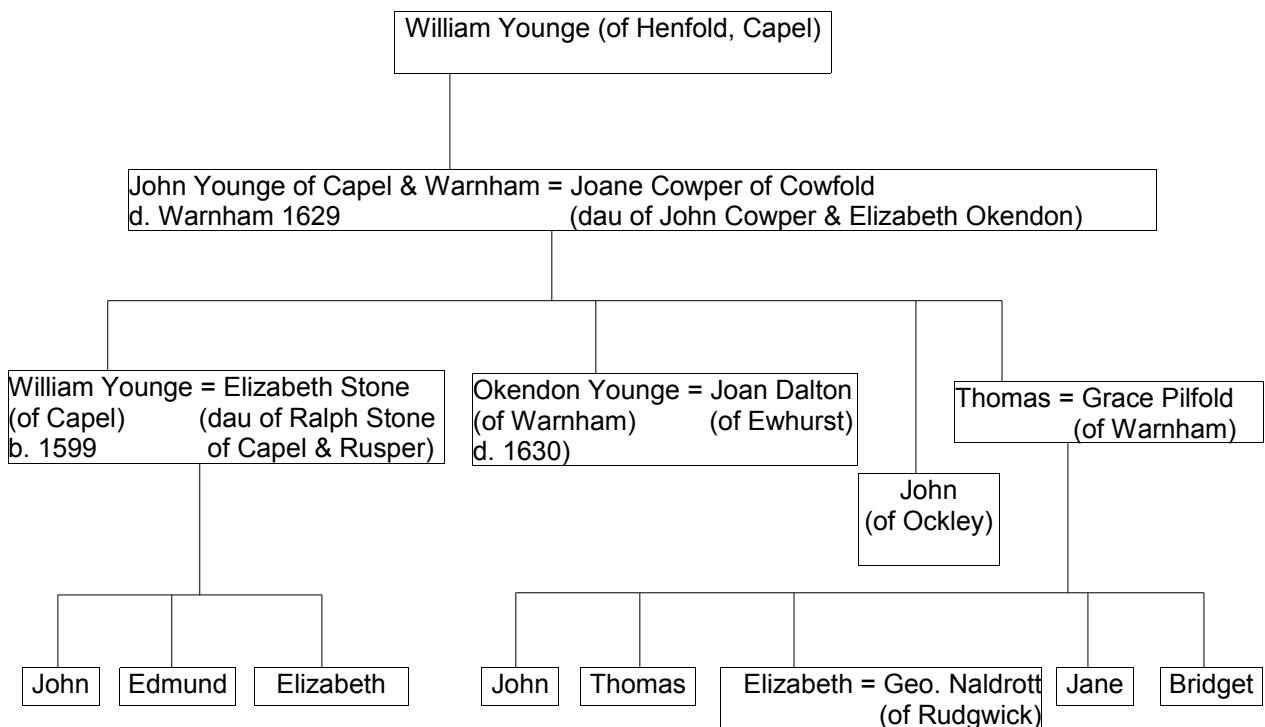 William Younge (of Henfold, Capel)
John Younge of Capel & Warnham = Joane Cowper of Cowfold
d. Warnham 1629 (dau of John Cowper & Elizabeth Okendon)
William Younge = Elizabeth Stone
(of Capel) (dau of Ralph Stone
b. 1599 of Capel & Rusper)
Okendon Younge = Joan Dalton
(of Warnham) (of Ewhurst)
d. 1630)
Thomas = Grace Pilfold
(of Warnham)
John
(of Ockley)
John
Edmund
Elizabeth
John
Thomas
Elizabeth = Geo. Naldrott
(of Rudgwick)
Jane
Bridget